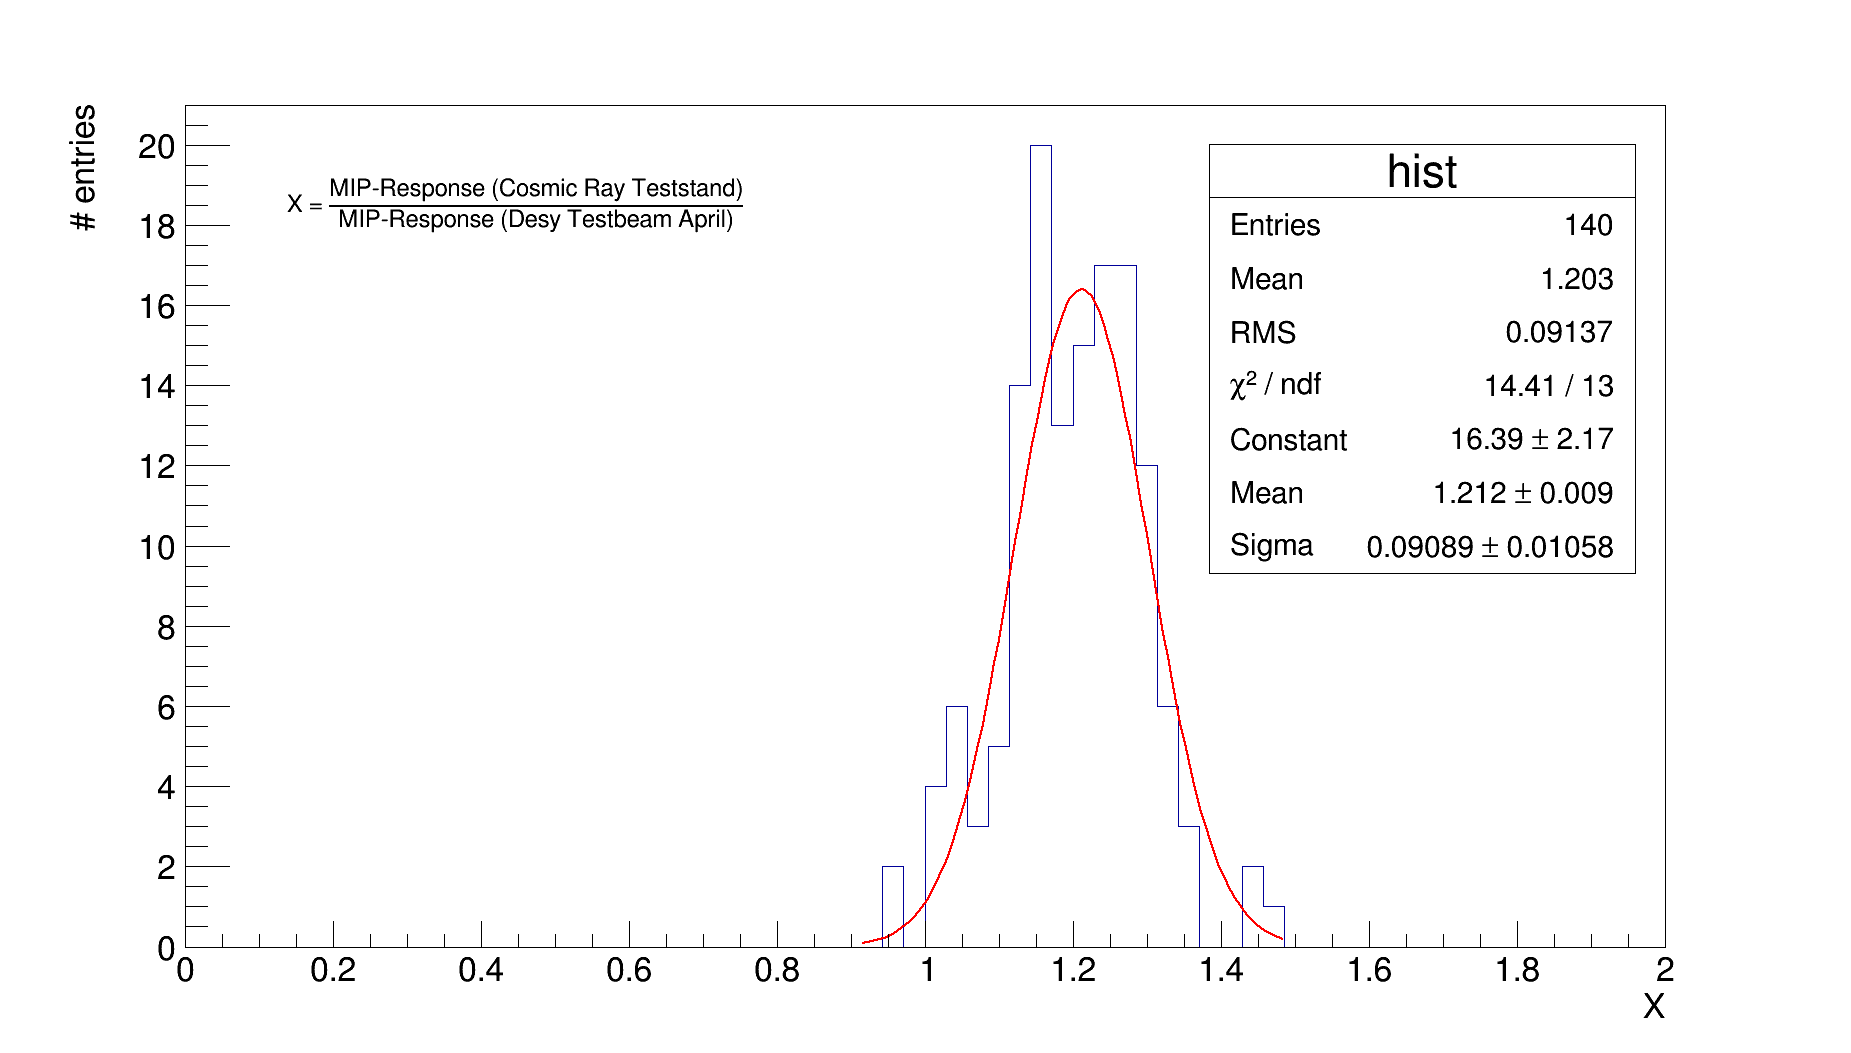 # entries
20
18
16
14
12
10
8
6
4
2
0
X = MIP-Response (Cosmic Ray Teststand)
MIP-Response (Desy Testbeam April)
hist
Entries 140
Mean 1.203
RMS 0.09137
χ² / ndf 14.41 / 13
Constant 16.39 ± 2.17
Mean 1.212 ± 0.009
Sigma 0.09089 ± 0.01058
0 0.2 0.4 0.6 0.8 1 1.2 1.4 1.6 1.8 2
X